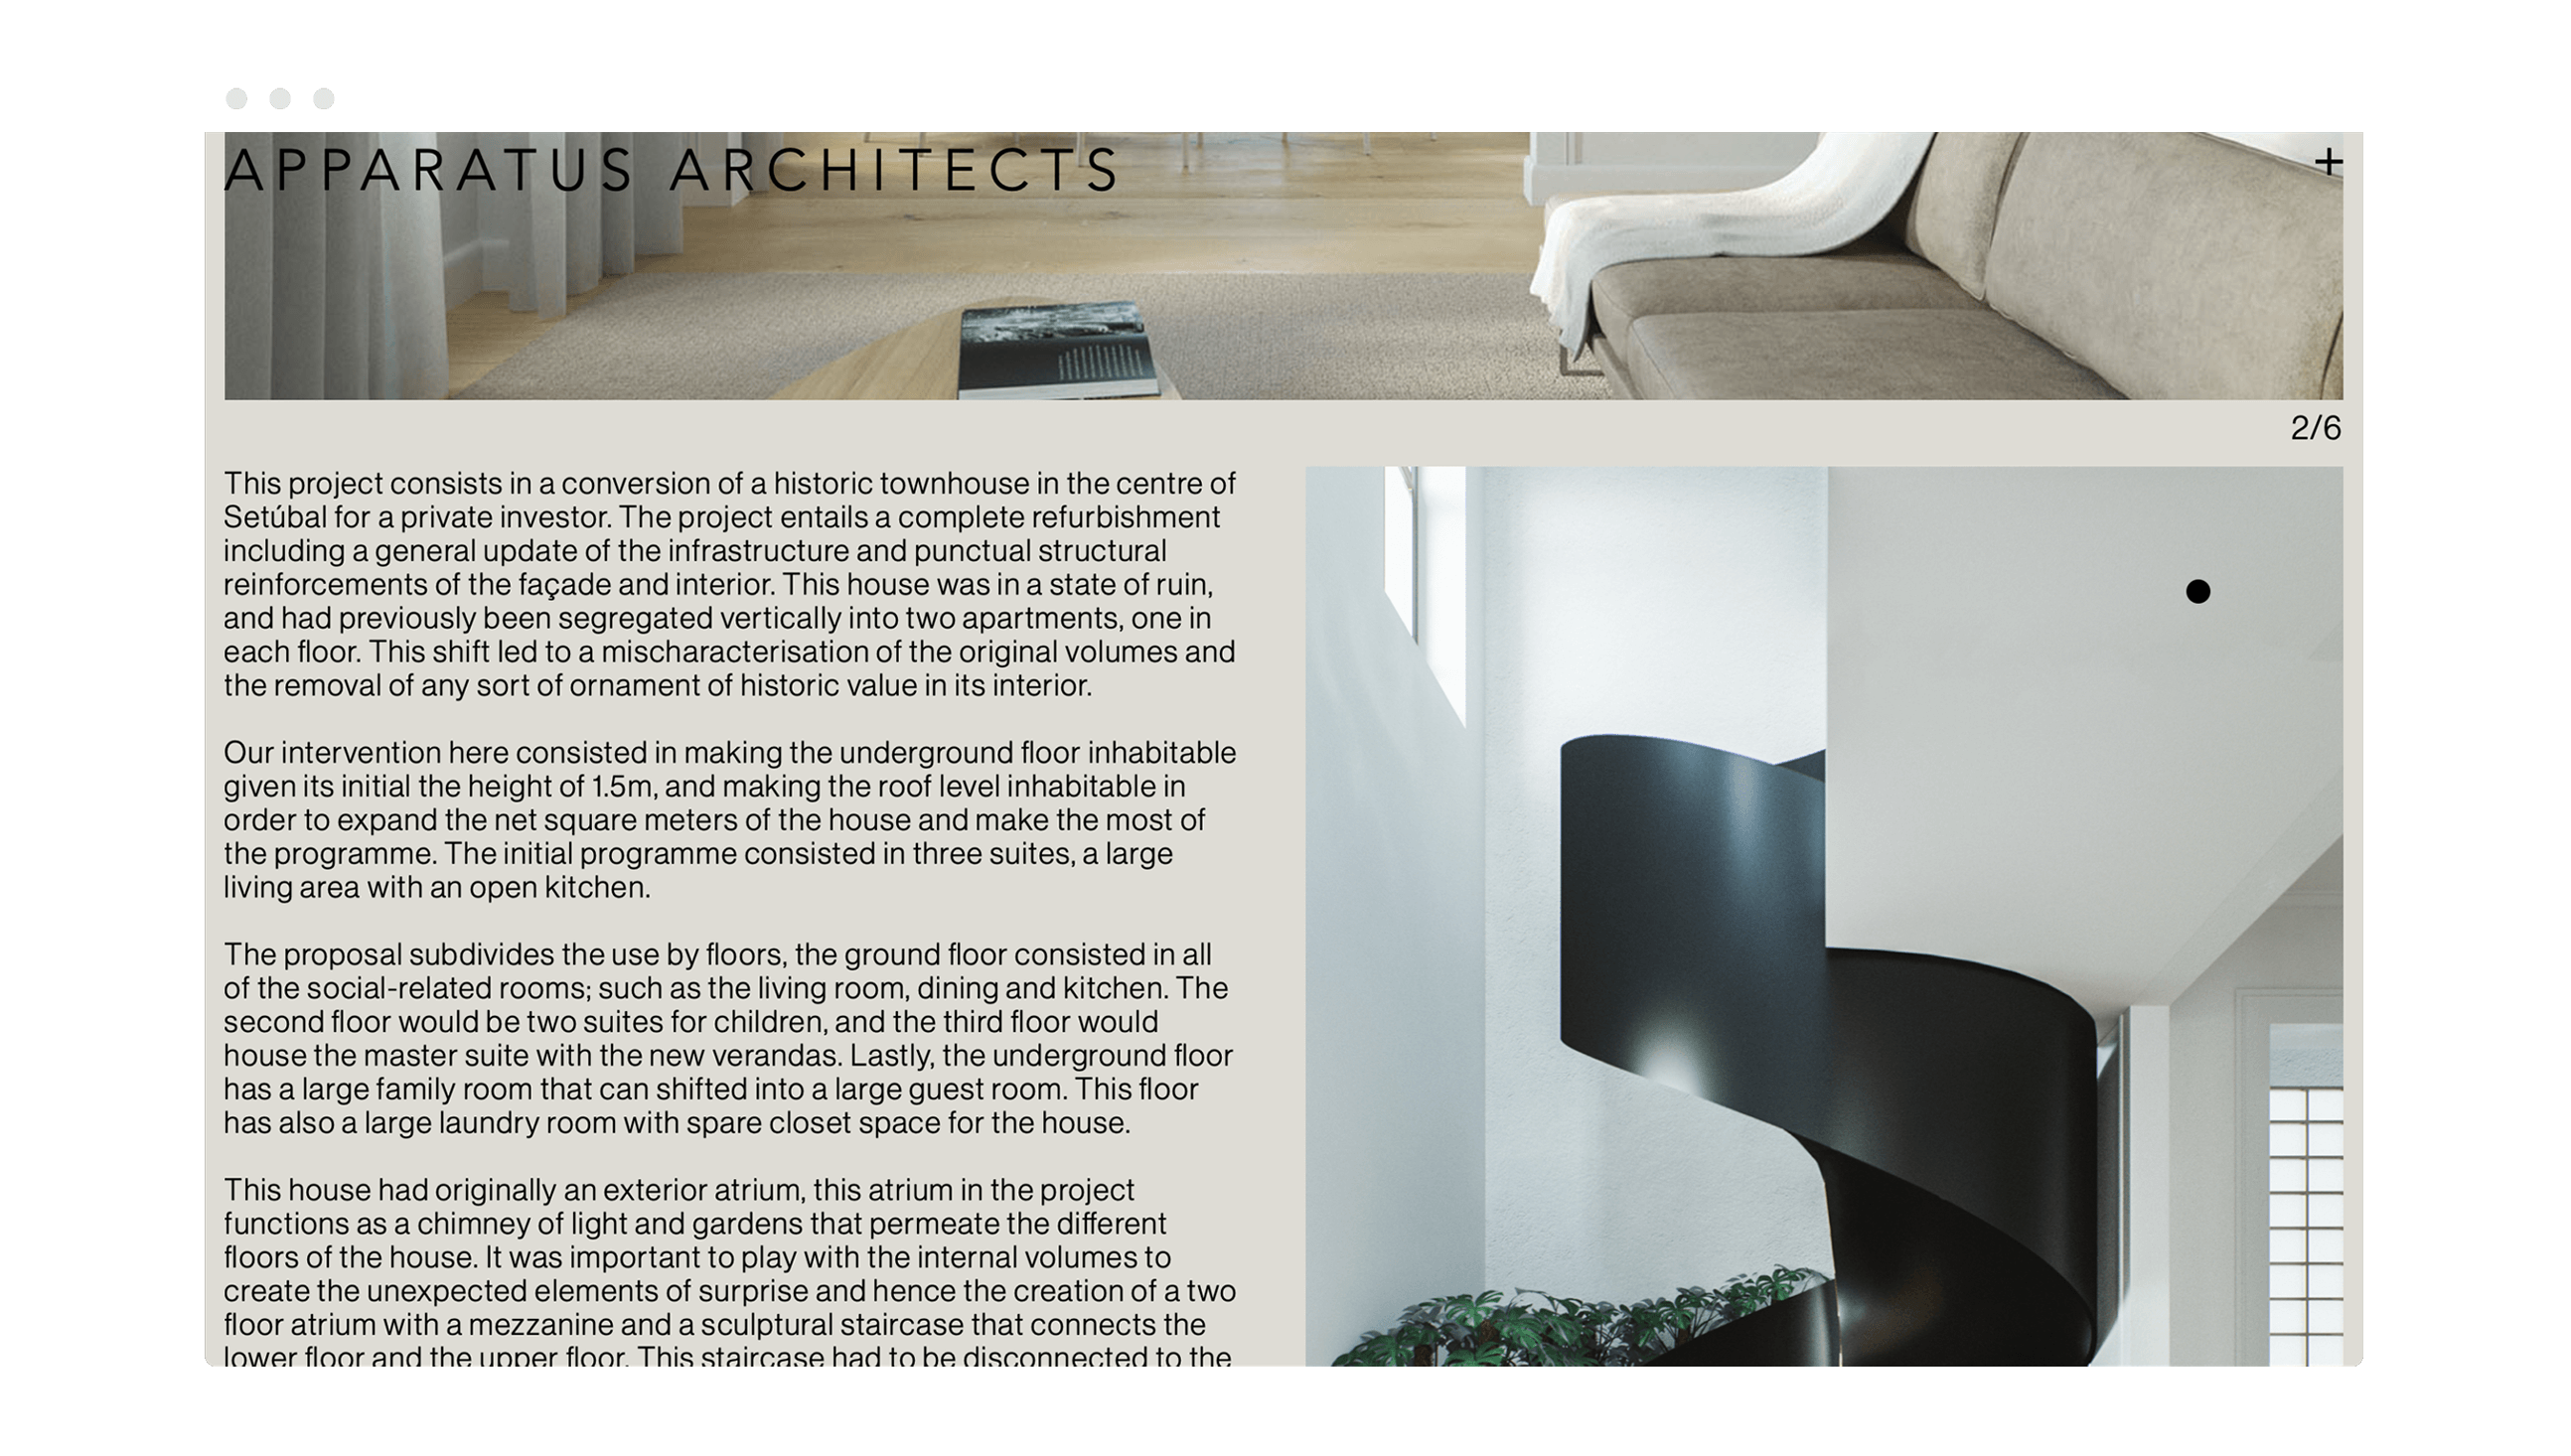 APPARATUS ARCHITECTS
+
2/6
This project consists in a conversion of a historic townhouse in the centre of
Setúbal for a private investor. The project entails a complete refurbishment
including a general update of the infrastructure and punctual structural
reinforcements of the façade and interior. This house was in a state of ruin,
and had previously been segregated vertically into two apartments, one in
each floor. This shift led to a mischaracterisation of the original volumes and
the removal of any sort of ornament of historic value in its interior.
Our intervention here consisted in making the underground floor inhabitable
given its initial the height of 1.5m, and making the roof level inhabitable in
order to expand the net square meters of the house and make the most of
the programme. The initial programme consisted in three suites, a large
living area with an open kitchen.
The proposal subdivides the use by floors, the ground floor consisted in all
of the social-related rooms; such as the living room, dining and kitchen. The
second floor would be two suites for children, and the third floor would
house the master suite with the new verandas. Lastly, the underground floor
has a large family room that can shifted into a large guest room. This floor
has also a large laundry room with spare closet space for the house.
This house had originally an exterior atrium, this atrium in the project
functions as a chimney of light and gardens that permeate the different
floors of the house. It was important to play with the internal volumes to
create the unexpected elements of surprise and hence the creation of a two
floor atrium with a mezzanine and a sculptural staircase that connects the
lower floor and the upper floor. This staircase had to be disconnected to the